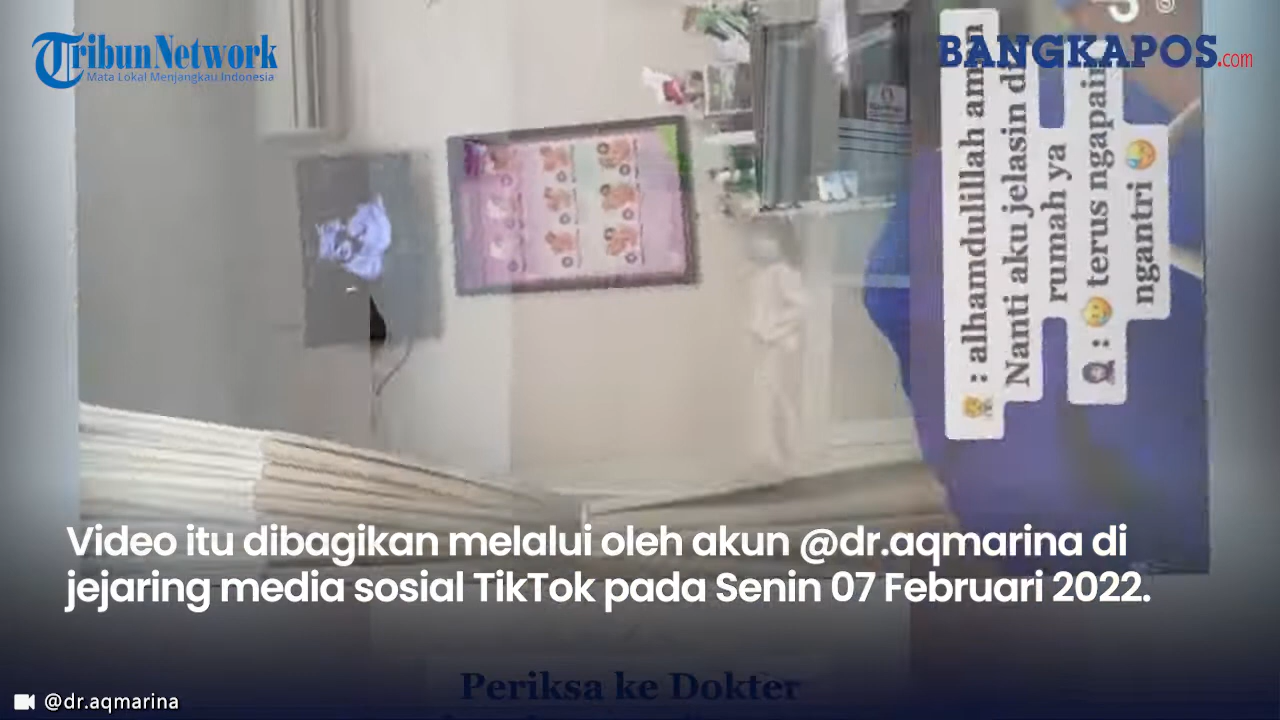 TribunNetwork
Mata Lokal Menjangkau Indonesia
BANGKAPOS.com
: alhamdulillah aman
Nanti aku jelasin di
rumah ya
: terus ngapain
ngantri
Video itu dibagikan melalui oleh akun @dr.aqmarina di
jejaring media sosial TikTok pada Senin 07 Februari 2022.
Periksa ke Dokter
@dr.aqmarina